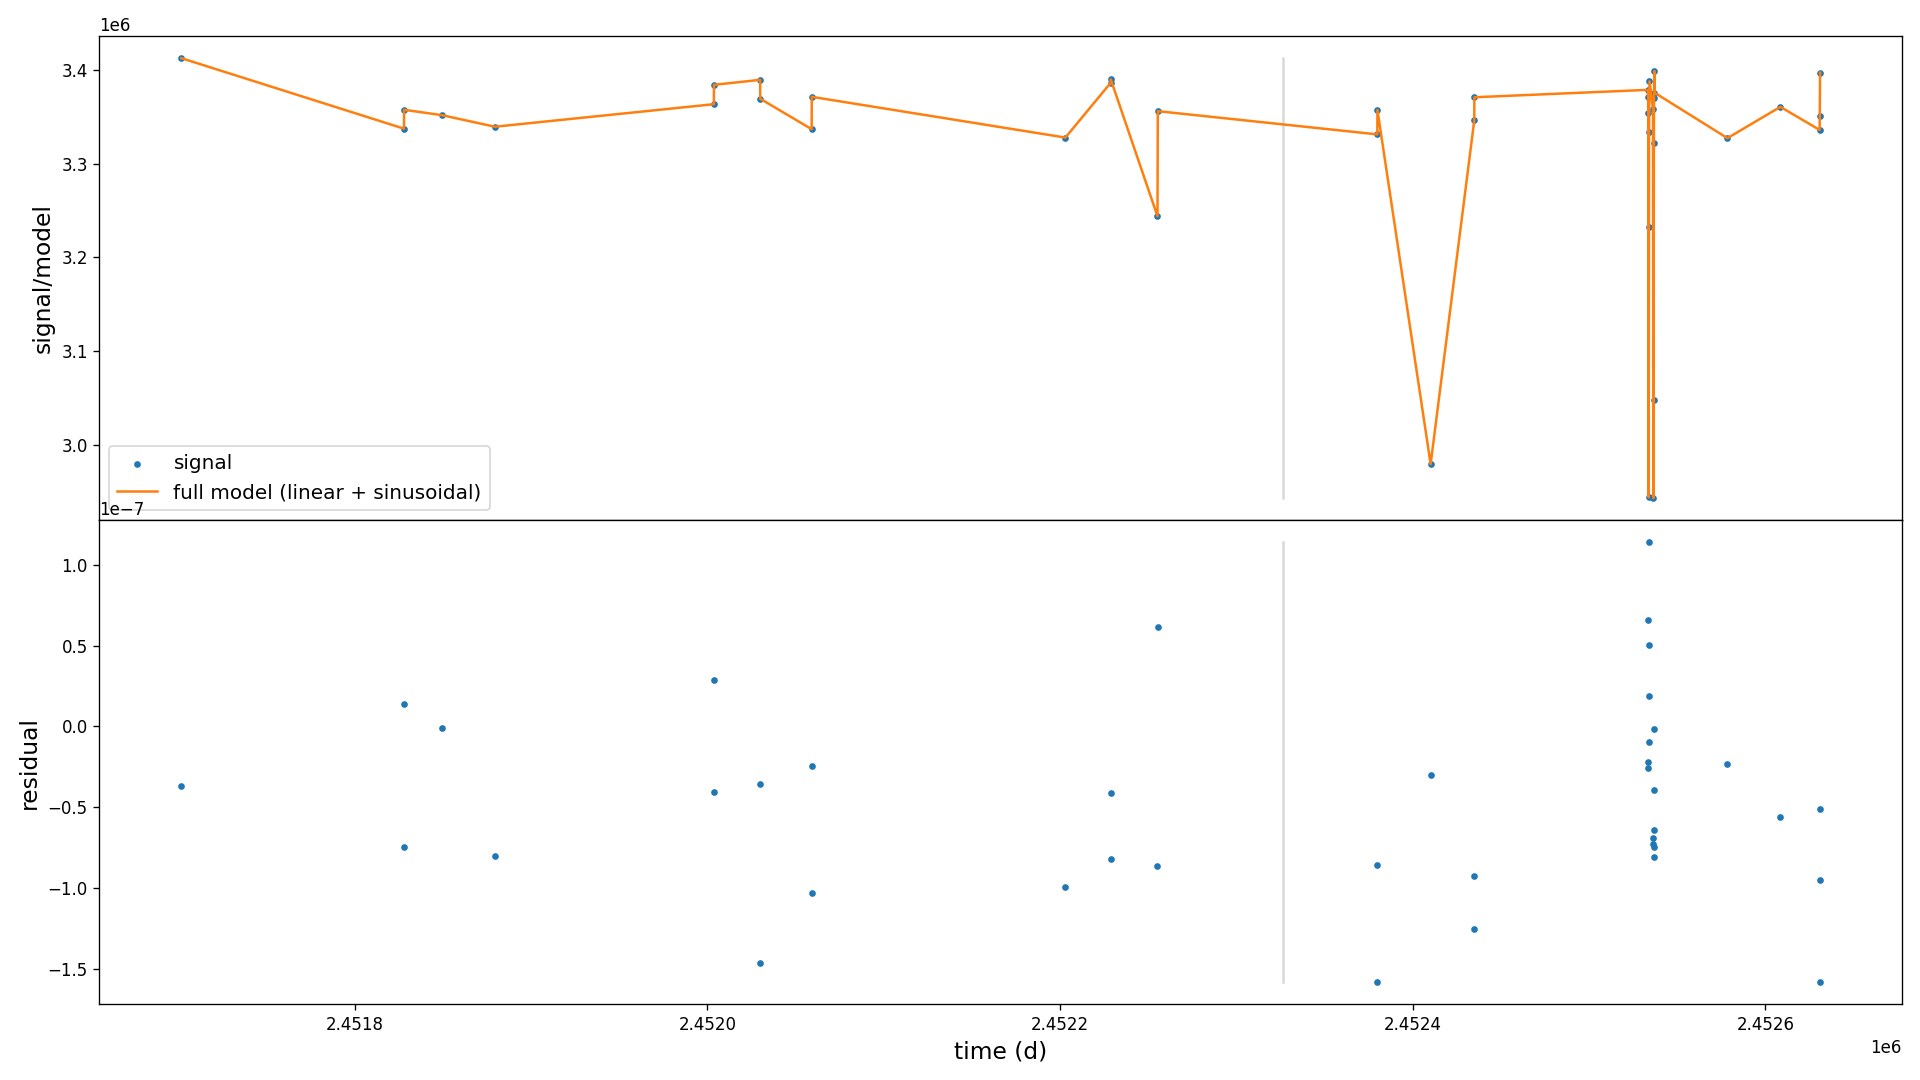 1e6
3.4
3.3
3.2
3.1
3.0
signal/model
signal
full model (linear + sinusoidal)
1e−7
1.0
0.5
0.0
−0.5
−1.0
−1.5
residual
2.4518
2.4520
2.4522
2.4524
2.4526
time (d)
1e6